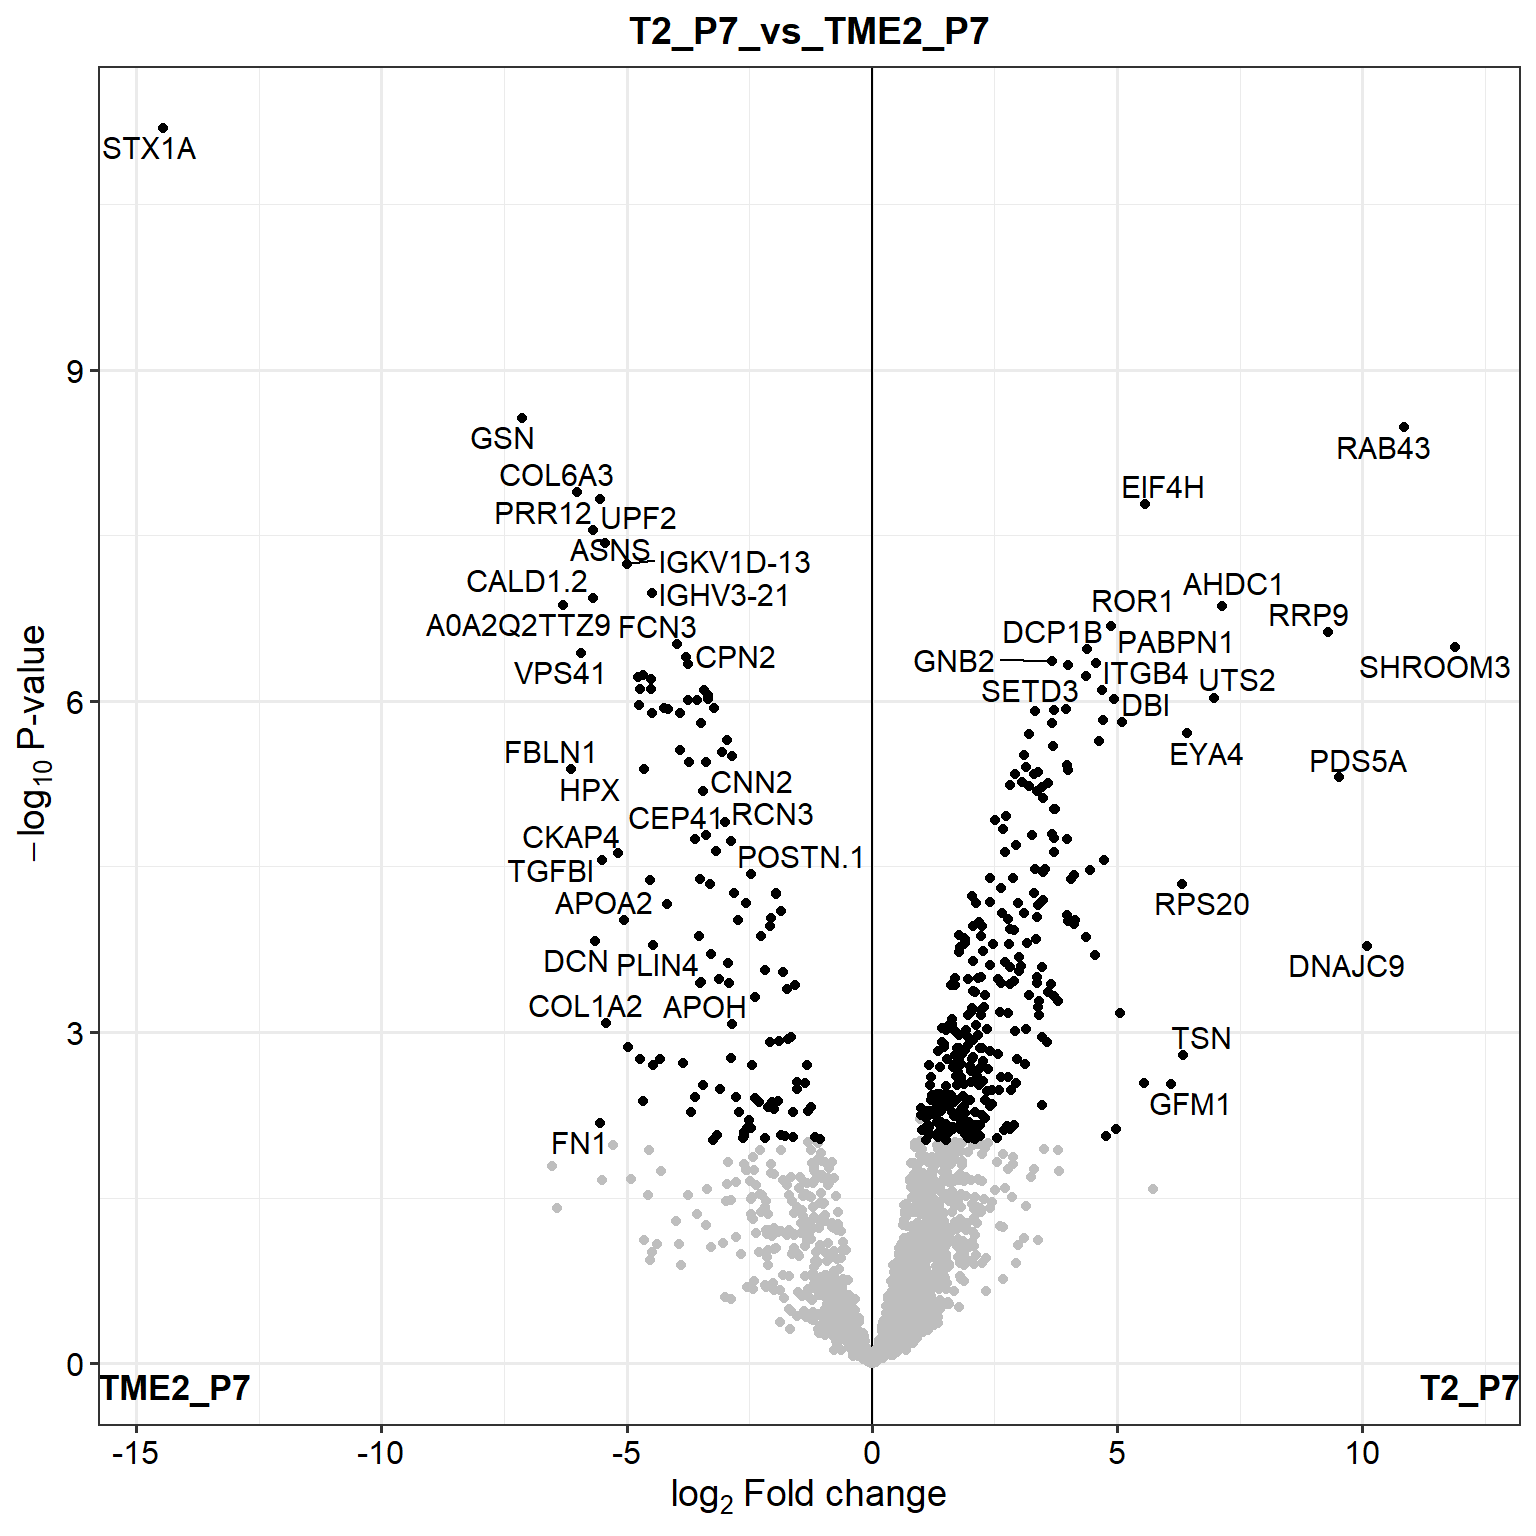 T2_P7_vs_TME2_P7
STX1A
9
GSN
RAB43
COL6A3
EIF4H
PRR12
UPF2
ASNS
IGKV1D-13
CALD1.2
AHDC1
IGHV3-21
ROR1
RRP9
A0A2Q2TTZ9
FCN3
DCP1B
PABPN1
CPN2
GNB2
SHROOM3
VPS41
ITGB4
UTS2
SETD3
6
DBI
FBLN1
EYA4
PDS5A
HPX
CNN2
CEP41
RCN3
CKAP4
POSTN.1
TGFBI
APOA2
RPS20
DCN
PLIN4
DNAJC9
COL1A2
APOH
3
TSN
GFM1
FN1
0
TME2_P7
T2_P7
-15
-10
-5
0
5
10
log2 Fold change
−log10 P-value